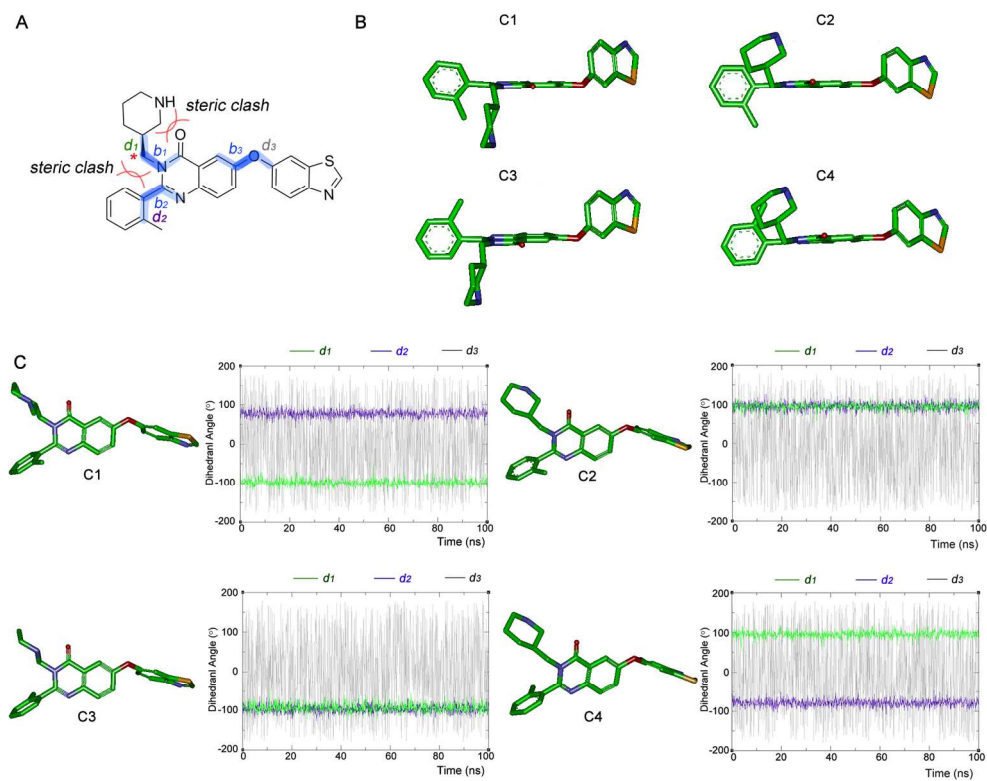 A
B
C1
C2
NH
steric clash
d1
*
b1
O
N
b3
d3
O
S
steric clash
b2
N
d2
N
C3
C4
C
d1 d2 d3
200
100
0
-100
-200
Dihedranl Angle (°)
0 20 40 60 80 100
Time (ns)
C1
d1 d2 d3
200
100
0
-100
-200
Dihedranl Angle (°)
0 20 40 60 80 100
Time (ns)
C2
d1 d2 d3
200
100
0
-100
-200
Dihedranl Angle (°)
0 20 40 60 80 100
Time (ns)
C3
d1 d2 d3
200
100
0
-100
-200
Dihedranl Angle (°)
0 20 40 60 80 100
Time (ns)
C4